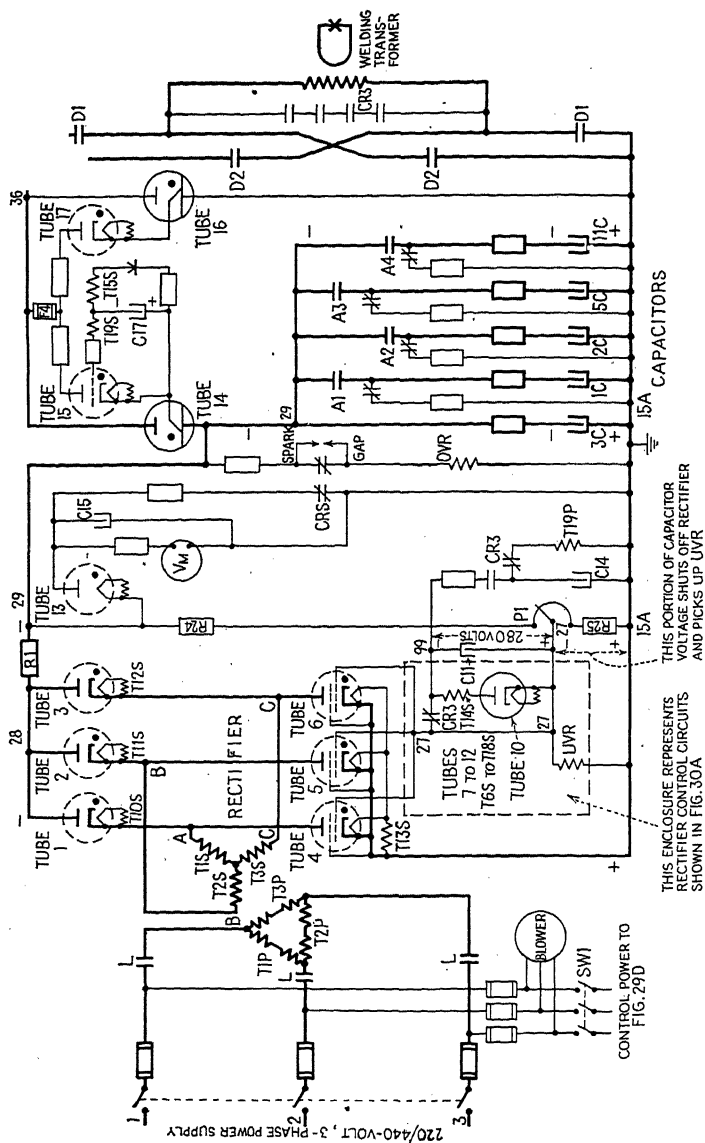 220/440-VOLT, 3-PHASE POWER SUPPLY
1
2
3
L
L
L
T1P
T3P
T2P
B
T2S
T1S
T3S
A
C
B
C
RECTIFIER
28
R1
29
TUBE 1
TUBE 2
TUBE 3
T10S
T11S
T12S
TUBE 4
5
TUBE
6
TUBE
T13S
27
CR3
T14S
C11
280 VOLTS
99
P1
27
27
TUBES
7 TO 12
T6S TO T18S
TUBE 10
UVR
R24
R25
15A
TUBE 13
VM
C15
CRS
SPARK
GAP
OVR
CR3
T19P
C14
BLOWER
SW1
CONTROL POWER TO
FIG. 29D
THIS ENCLOSURE REPRESENTS
RECTIFIER CONTROL CIRCUITS
SHOWN IN FIG. 30A
THIS PORTION OF CAPACITOR
VOLTAGE SHUTS OFF RECTIFIER
AND PICKS UP UVR
TUBE 15
TUBE 17
T19S
T15S
C17
TUBE 14
TUBE 16
36
29
A1
A2
A3
A4
3C
1C
2C
5C
11C
15A
CAPACITORS
D1
D2
D2
D1
CR3
WELDING
TRANS-
FORMER